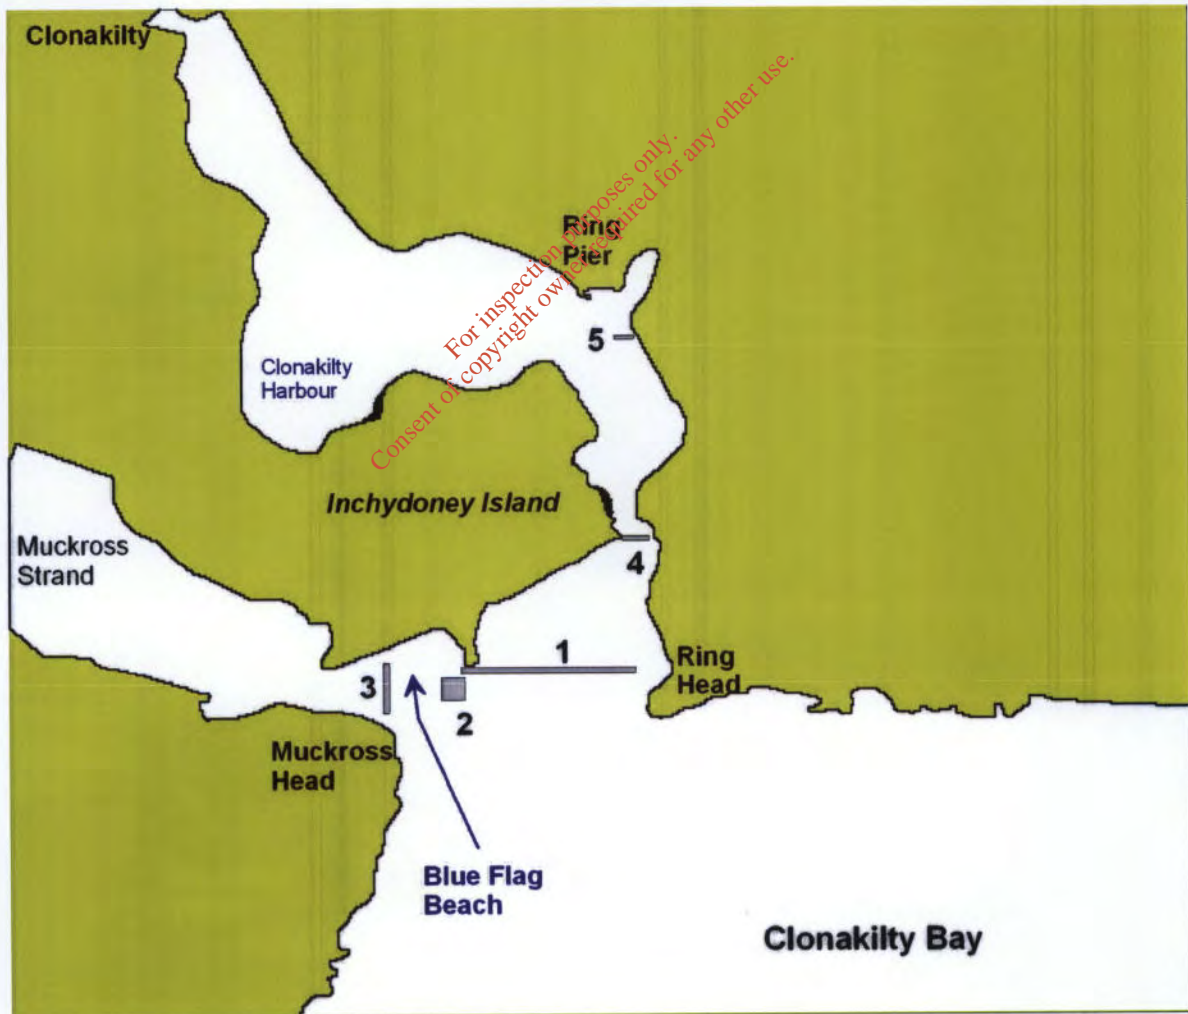 Clonakilty
For inspection purposes only.
Consent of copyright owner required for any other use.
Ring
Pier
5
Clonakilty
Harbour
Inchydoney Island
Muckross
Strand
4
1
Ring
Head
3
2
Muckross
Head
Blue Flag
Beach
Clonakilty Bay